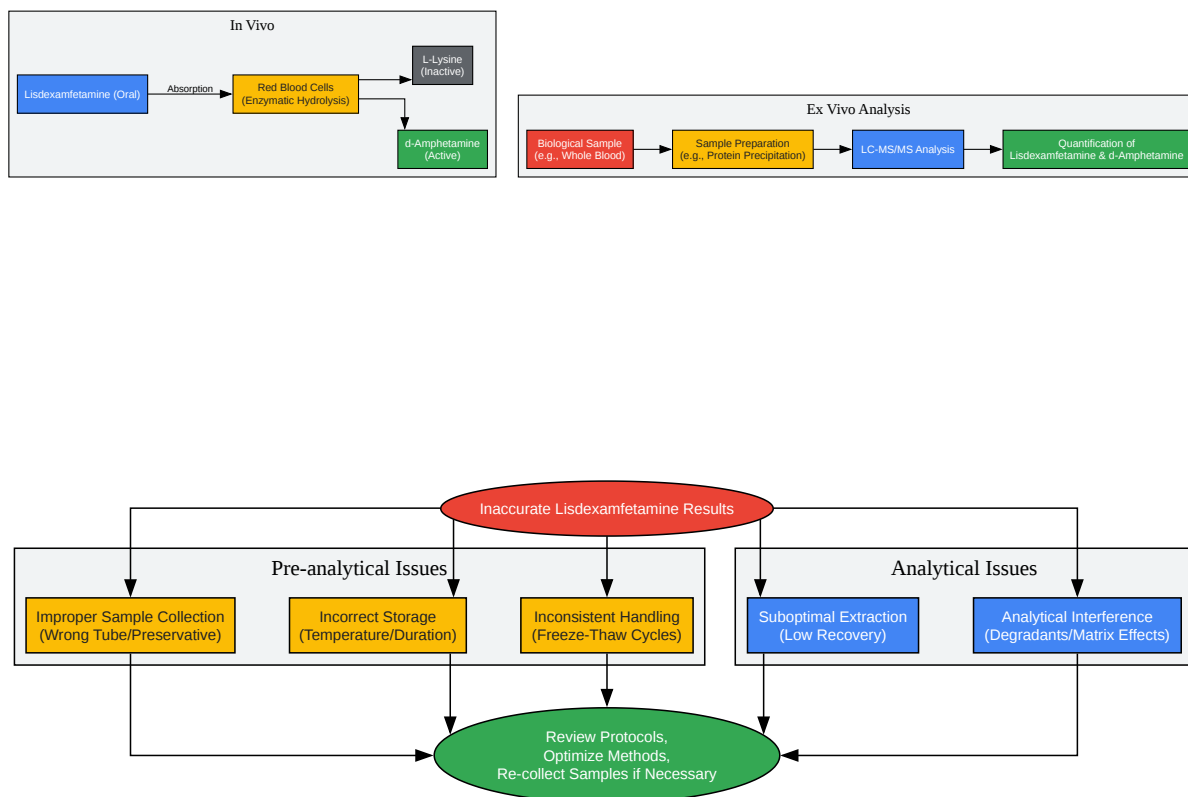 In Vivo
Lisdexamfetamine (Oral)
Absorption
Red Blood Cells
(Enzymatic Hydrolysis)
L-Lysine
(Inactive)
d-Amphetamine
(Active)
Ex Vivo Analysis
Biological Sample
(e.g., Whole Blood)
Sample Preparation
(e.g., Protein Precipitation)
LC-MS/MS Analysis
Quantification of
Lisdexamfetamine & d-Amphetamine
Inaccurate Lisdexamfetamine Results
Pre-analytical Issues
Improper Sample Collection
(Wrong Tube/Preservative)
Incorrect Storage
(Temperature/Duration)
Inconsistent Handling
(Freeze-Thaw Cycles)
Analytical Issues
Suboptimal Extraction
(Low Recovery)
Analytical Interference
(Degradants/Matrix Effects)
Review Protocols,
Optimize Methods,
Re-collect Samples if Necessary